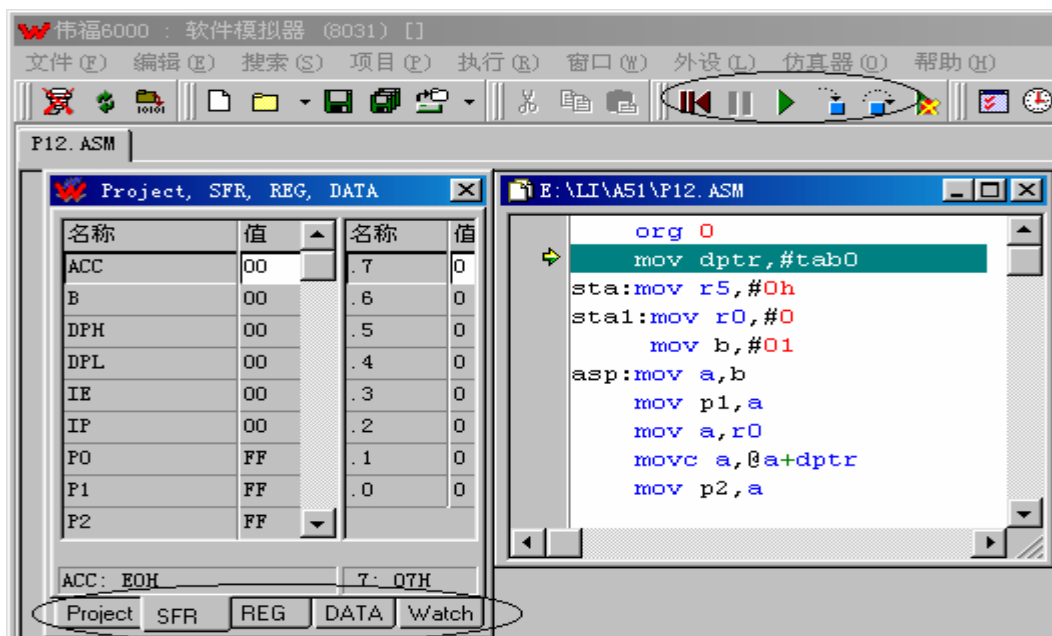 伟福6000 : 软件模拟器 (8031) []
文件(F) 编辑(E) 搜索(S) 项目(P) 执行(R) 窗口(W) 外设(L) 仿真器(O) 帮助(H)
P12. ASM
Project, SFR, REG, DATA
名称 值 名称 值
ACC 00 .7 0
B 00 .6 0
DPH 00 .5 0
DPL 00 .4 0
IE 00 .3 0
IP 00 .2 0
P0 FF .1 0
P1 FF .0 0
P2 FF
ACC: E0H 7: 07H
Project SFR REG DATA Watch
E:\LI\A51\P12. ASM
org 0
mov dptr,#tab0
sta:mov r5,#0h
sta1:mov r0,#0
mov b,#01
asp:mov a,b
mov p1,a
mov a,r0
movc a,@a+dptr
mov p2,a